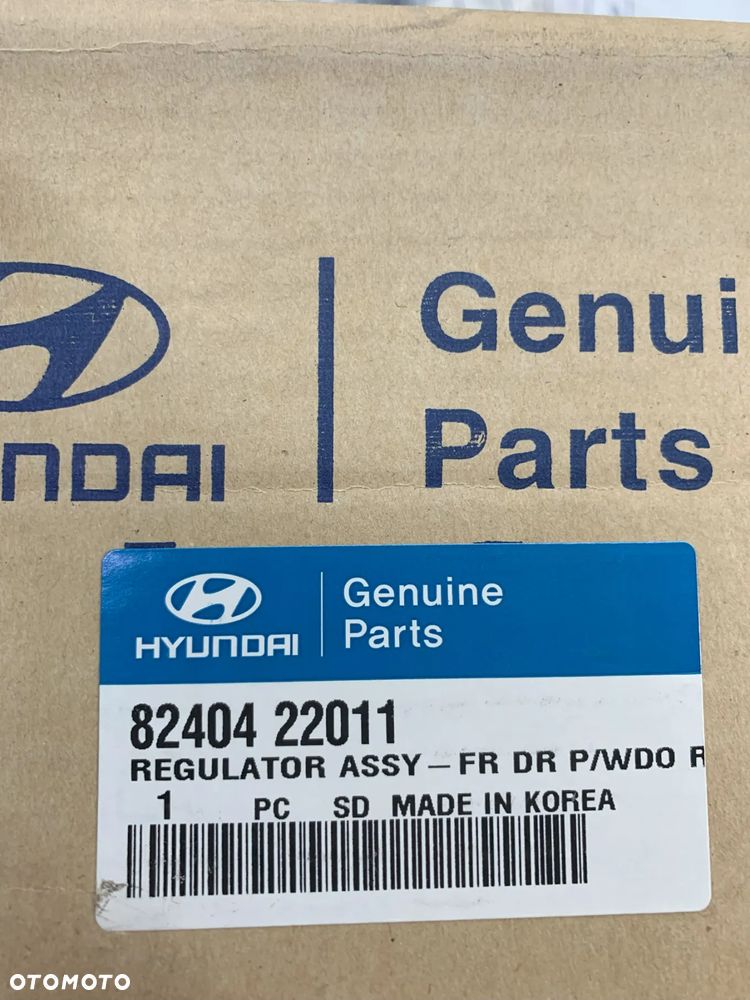 Genui
Parts
NDAI
HYUNDAI
Genuine
Parts
82404 22011
REGULATOR ASSY-FR DR P/WDO R
1 PC SD MADE IN KOREA
OTOMOTO